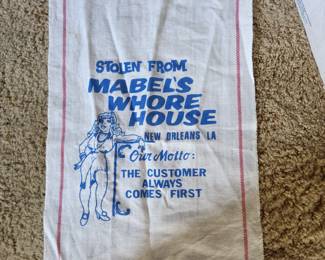 STOLEN FROM
MABEL'S
WHORE
HOUSE
NEW ORLEANS LA
Our Motto:
THE CUSTOMER
ALWAYS
COMES FIRST